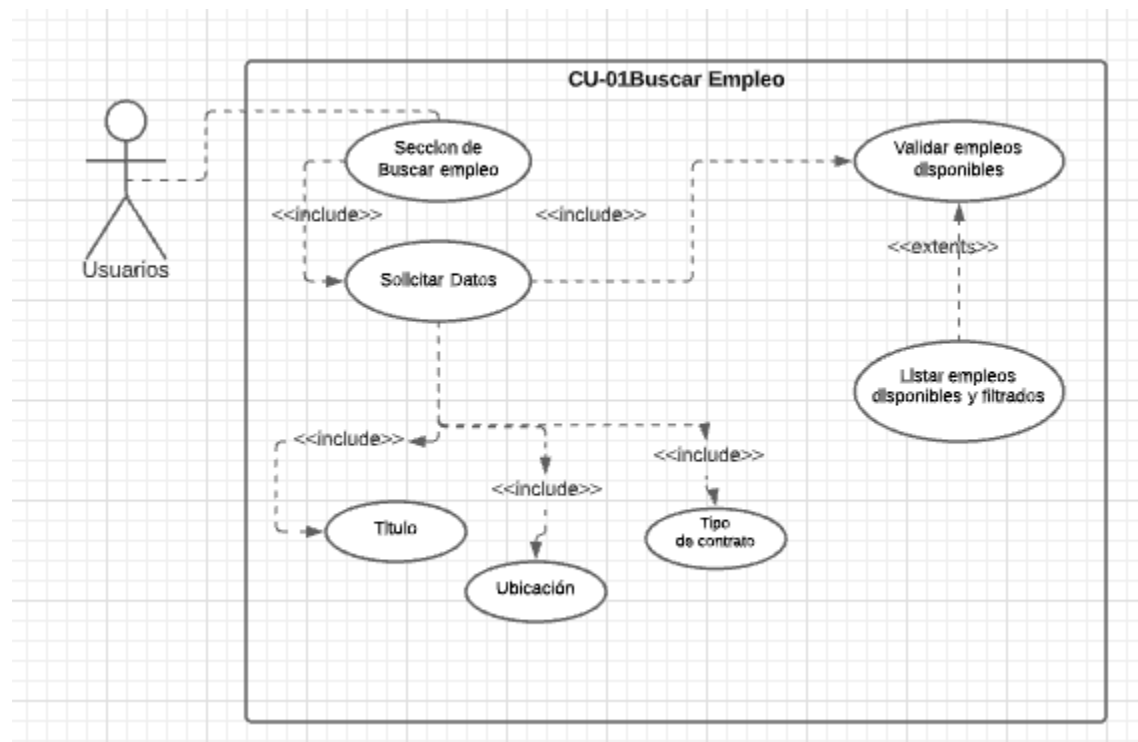 CU-01Buscar Empleo
Seccion de
Buscar empleo
Validar empleos
disponibles
<<include>>
<<include>>
<<extents>>
Usuarios
Solicitar Datos
Listar empleos
disponibles y filtrados
<<include>>
<<include>>
<<include>>
Titulo
Tipo
de contrato
Ubicación